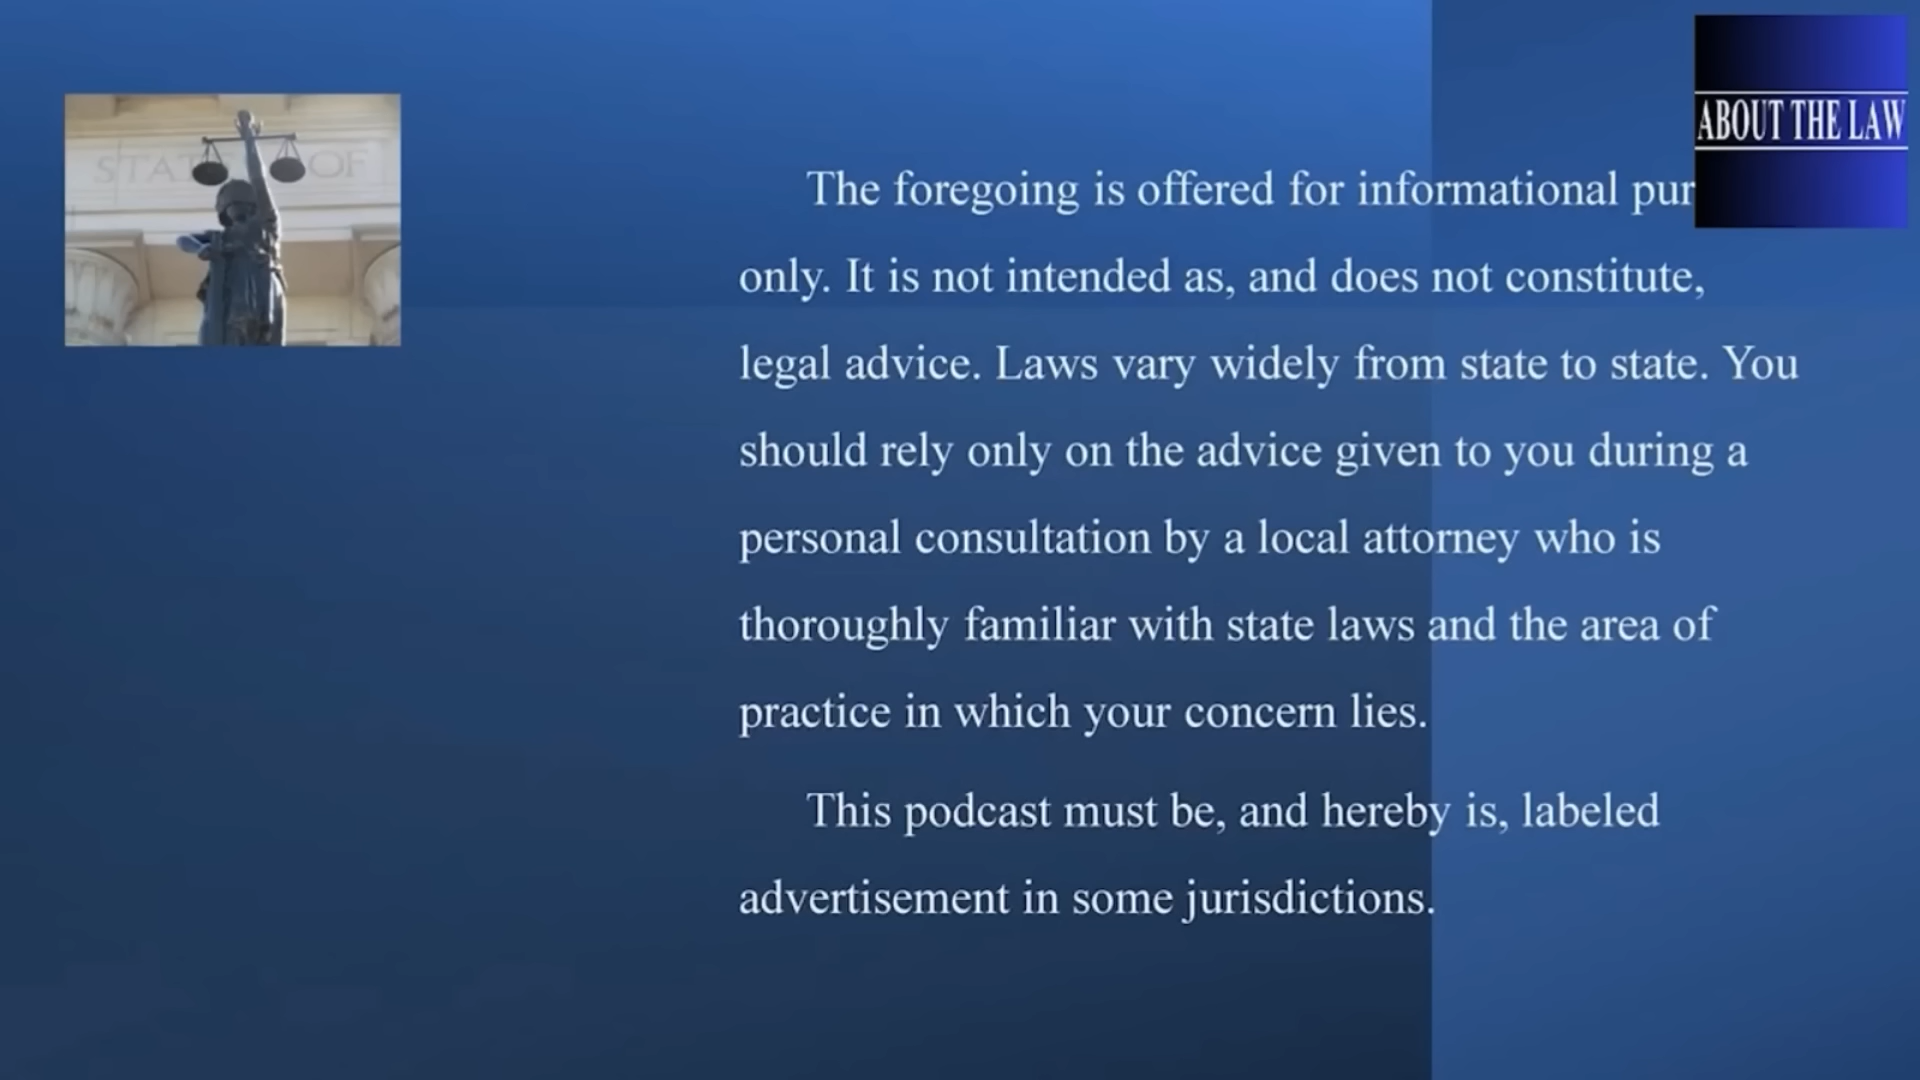 ABOUT THE LAW
STATE OF
The foregoing is offered for informational
only. It is not intended as, and does not constitute,
legal advice. Laws vary widely from state to state. You
should rely only on the advice given to you during a
personal consultation by a local attorney who is
thoroughly familiar with state laws and the area of
practice in which your concern lies.
This podcast must be, and hereby is, labeled
advertisement in some jurisdictions.